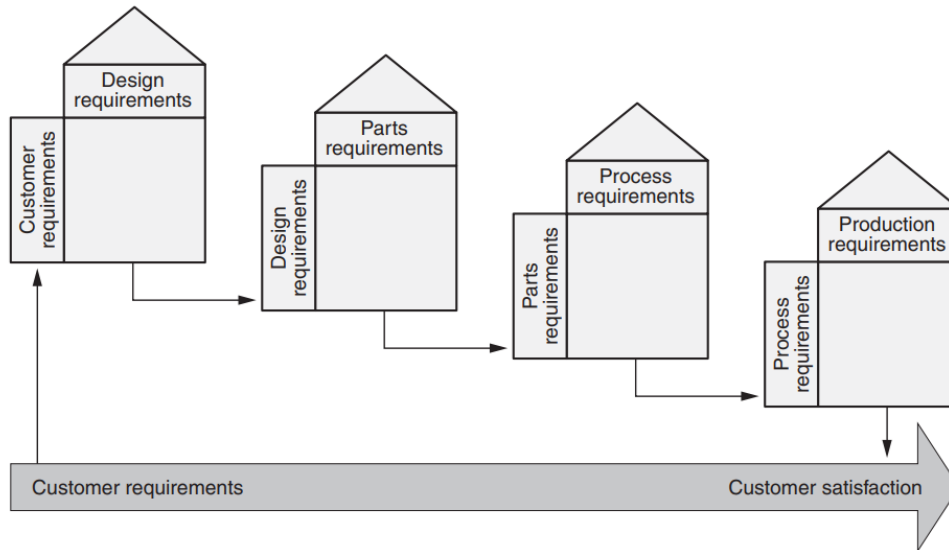 Design
requirements
Customer
requirements
Parts
requirements
Design
requirements
Process
requirements
Parts
requirements
Production
requirements
Process
requirements
Customer requirements
Customer satisfaction